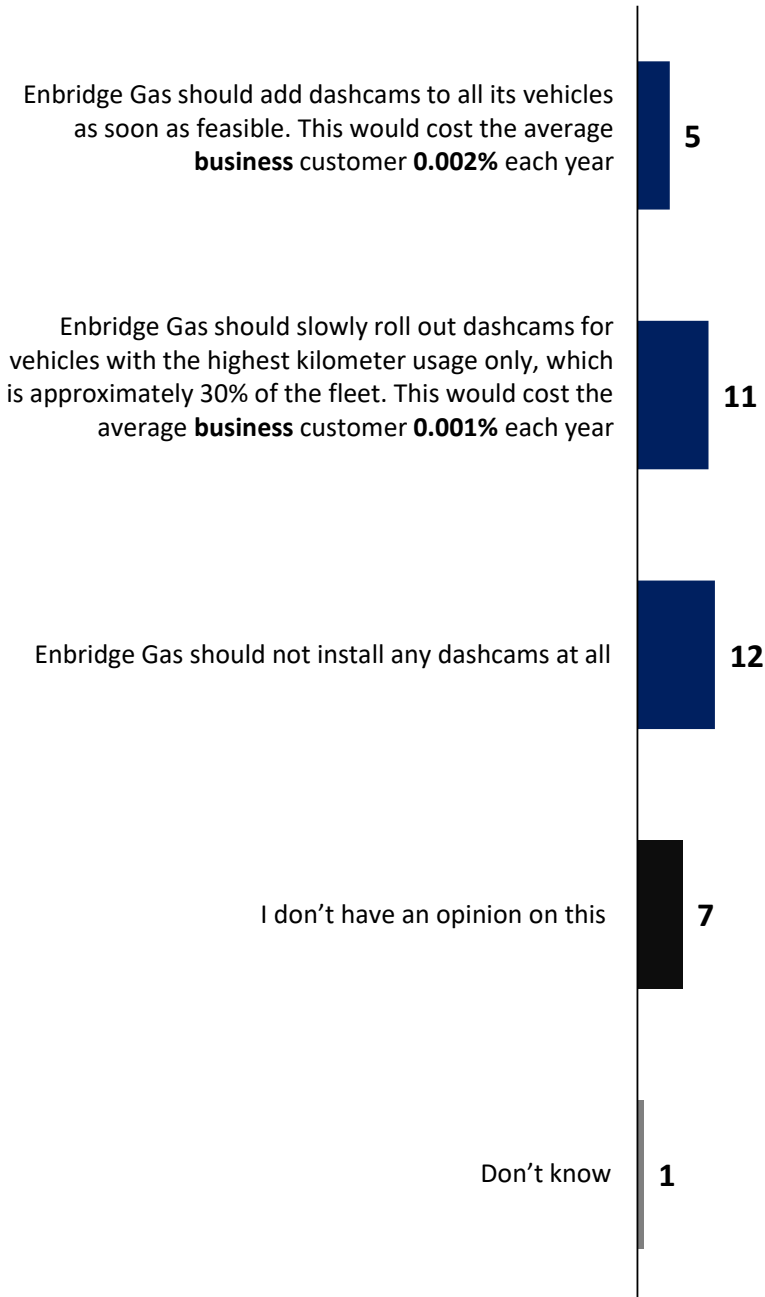 Enbridge Gas should add dashcams to all its vehicles
as soon as feasible. This would cost the average
business customer 0.002% each year
5
Enbridge Gas should slowly roll out dashcams for
vehicles with the highest kilometer usage only, which
is approximately 30% of the fleet. This would cost the
average business customer 0.001% each year
11
Enbridge Gas should not install any dashcams at all
12
I don’t have an opinion on this
7
Don’t know
1